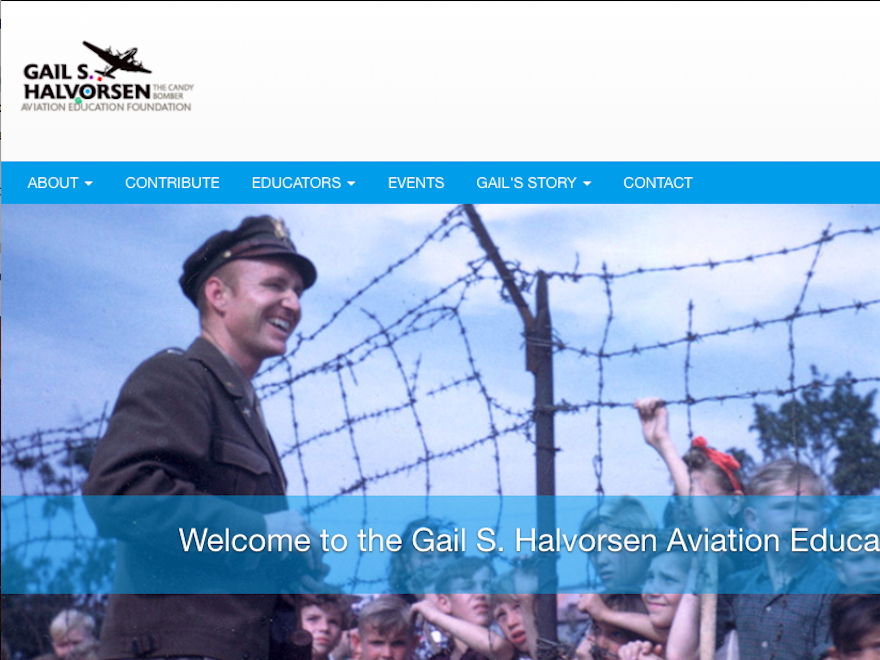 GAIL S.
HALVORSEN THE CANDY BOMBER
AVIATION EDUCATION FOUNDATION
ABOUT CONTRIBUTE EDUCATORS EVENTS GAIL'S STORY CONTACT
Welcome to the Gail S. Halvorsen Aviation Educa